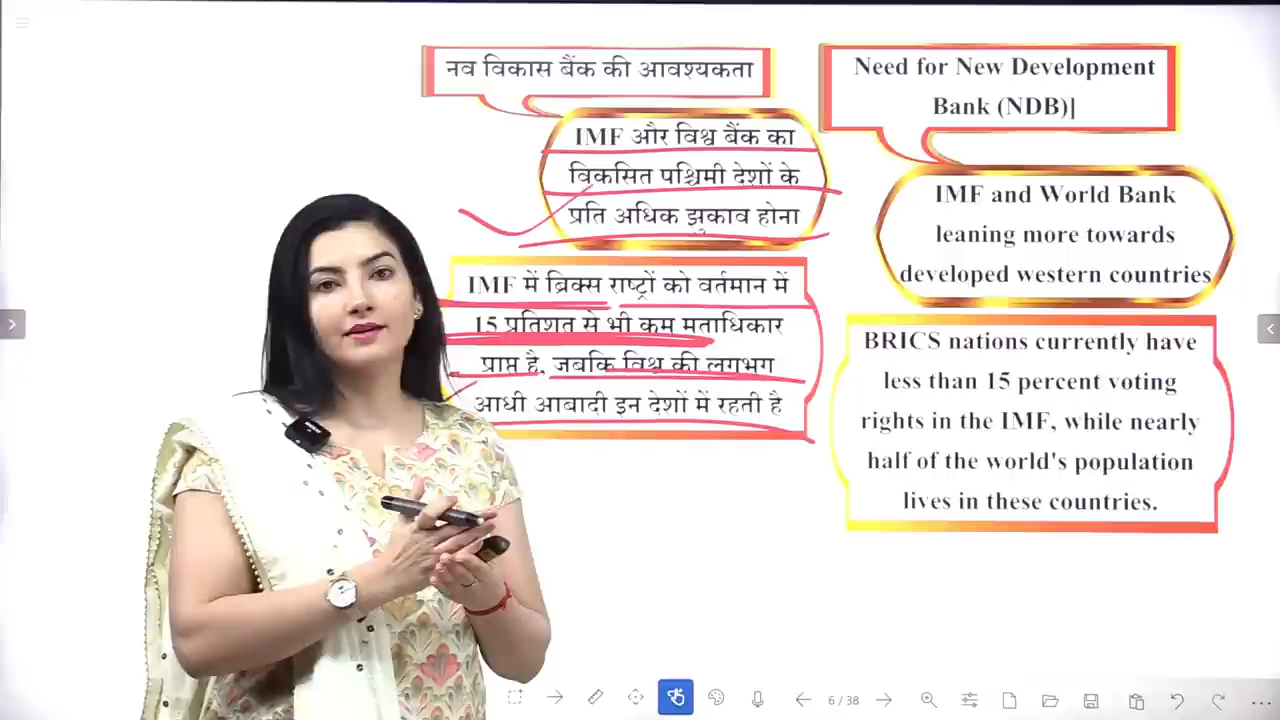 नव विकास बैंक की आवश्यकता
IMF और विश्व बैंक का
विकसित पश्चिमी देशों के
प्रति अधिक झुकाव होना
IMF में ब्रिक्स राष्ट्रों को वर्तमान में
15 प्रतिशत से भी कम मताधिकार
प्राप्त है, जबकि विश्व की लगभग
आधी आबादी इन देशों में रहती है
Need for New Development
Bank (NDB)]
IMF and World Bank
leaning more towards
developed western countries
BRICS nations currently have
less than 15 percent voting
rights in the IMF, while nearly
half of the world's population
lives in these countries.
6 / 38